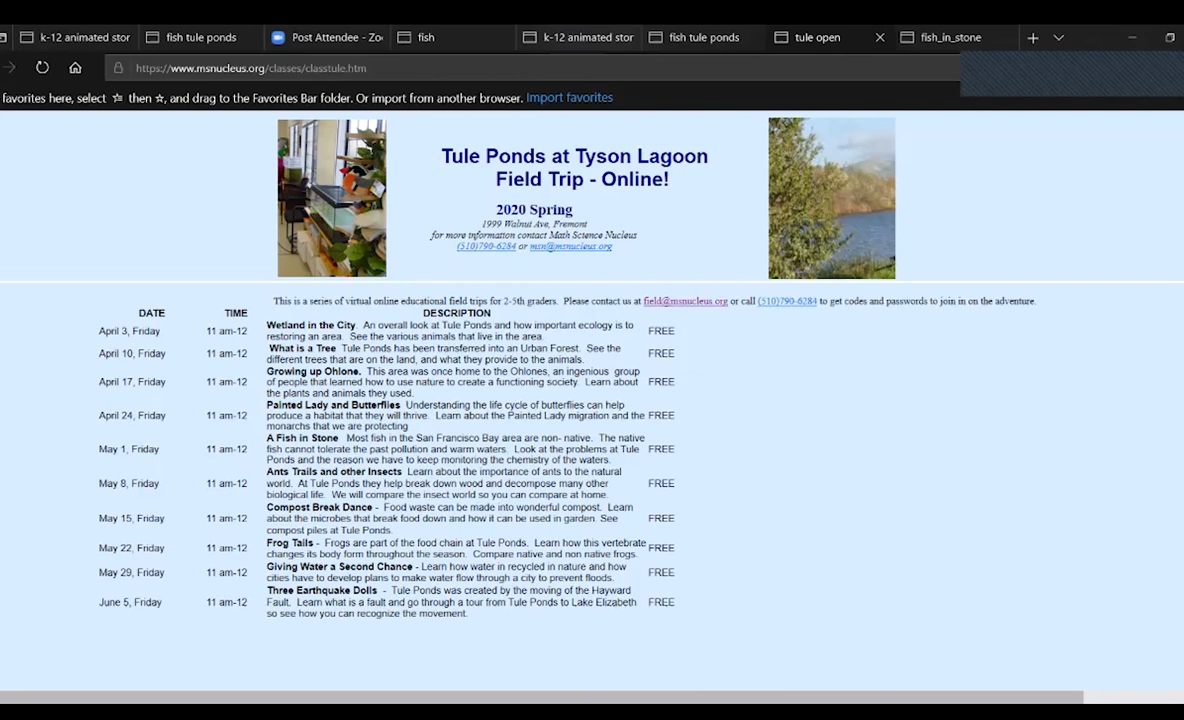 k-12 animated stor
fish tule ponds
Post Attendee - Zo
fish
k-12 animated stor
fish tule ponds
tule open
fish_in_stone
https://www.msnucleus.org/classes/classtule.htm
favorites here, select ☆ then ☆, and drag to the Favorites Bar folder. Or import from another browser. Import favorites
Tule Ponds at Tyson Lagoon
Field Trip - Online!
2020 Spring
1999 Walnut Ave, Fremont
for more information contact Math Science Nucleus
(510)790-6284 or msn@msnucleus.org
This is a series of virtual online educational field trips for 2-5th graders. Please contact us at field@msnucleus.org or call (510)790-6284 to get codes and passwords to join in on the adventure.
DATE TIME DESCRIPTION
April 3, Friday 11 am-12 Wetland in the City. An overall look at Tule Ponds and how important ecology is to FREE
restoring an area. See the various animals that live in the area.
April 10, Friday 11 am-12 What is a Tree Tule Ponds has been transferred into an Urban Forest. See the FREE
different trees that are on the land, and what they provide to the animals.
Growing up Ohlone. This area was once home to the Ohlones, an ingenious group
April 17, Friday 11 am-12 of people that learned how to use nature to create a functioning society. Learn about FREE
the plants and animals they used.
Painted Lady and Butterflies Understanding the life cycle of butterflies can help
April 24, Friday 11 am-12 produce a habitat that they will thrive. Learn about the Painted Lady migration and the FREE
monarchs that we are protecting
A Fish in Stone Most fish in the San Francisco Bay area are non- native. The native
May 1, Friday 11 am-12 fish cannot tolerate the past pollution and warm waters. Look at the problems at Tule FREE
Ponds and the reason we have to keep monitoring the chemistry of the waters.
Ants Trails and other Insects Learn about the importance of ants to the natural
May 8, Friday 11 am-12 world. At Tule Ponds they help break down wood and decompose many other FREE
biological life. We will compare the insect world so you can compare at home.
Compost Break Dance - Food waste can be made into wonderful compost. Learn
May 15, Friday 11 am-12 about the microbes that break food down and how it can be used in garden. See FREE
compost piles at Tule Ponds.
May 22, Friday 11 am-12 Frog Tails - Frogs are part of the food chain at Tule Ponds. Learn how this vertebrate FREE
changes its body form throughout the season. Compare native and non native frogs.
May 29, Friday 11 am-12 Giving Water a Second Chance - Learn how water in recycled in nature and how FREE
cities have to develop plans to make water flow through a city to prevent floods.
Three Earthquake Dolls - Tule Ponds was created by the moving of the Hayward
June 5, Friday 11 am-12 Fault. Learn what is a fault and go through a tour from Tule Ponds to Lake Elizabeth FREE
so see how you can recognize the movement.